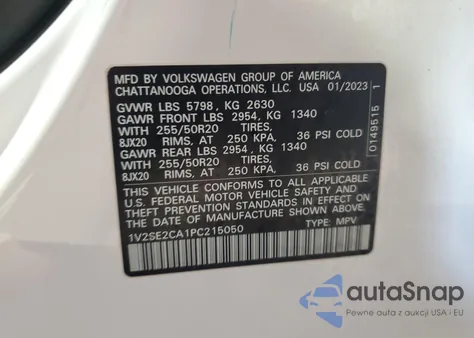 MFD BY VOLKSWAGEN GROUP OF AMERICA
CHATTANOOGA OPERATIONS, LLC. USA 01/2023
GVWR LBS 5798, KG 2630
GAWR FRONT LBS 2954, KG 1340
WITH 255/50R20 TIRES,
8JX20 RIMS, AT 250 KPA, 36 PSI COLD
GAWR REAR LBS 2954, KG 1340
WITH 255/50R20 TIRES,
8JX20 RIMS, AT 250 KPA, 36 PSI COLD
THIS VEHICLE CONFORMS TO ALL APPLICABLE
U.S. FEDERAL MOTOR VEHICLE SAFETY AND
THEFT PREVENTION STANDARDS IN EFFECT ON
THE DATE OF MANUFACTURE SHOWN ABOVE.
1V2SE2CA1PC215050 TYPE: MPV
0149515 1
autoSnap
Pewne auta z aukcji USA i EU